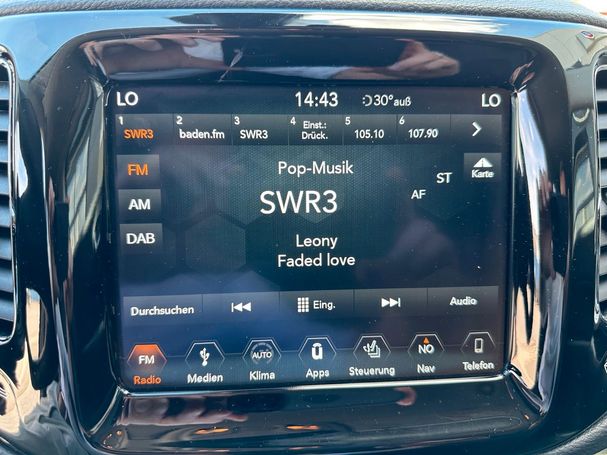 LO 14:43 30°auß LO
1 2 3 4 5 6
SWR3 baden.fm SWR3 Einst.: Drück. 105.10 107.90
FM Pop-Musik Karte
ST
AM SWR3 AF
DAB Leony
Faded love
Durchsuchen Eing. Audio
FM AUTO NO
Radio Medien Klima Apps Steuerung Nav Telefon